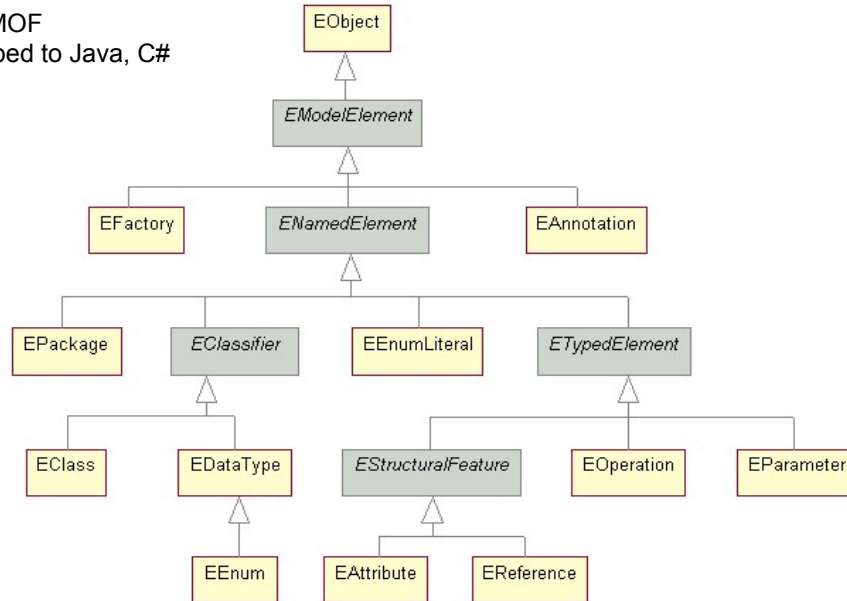 MOF
ped to Java, C#
EObject
EModelElement
EFactory
ENamedElement
EAnnotation
EPackage
EClassifier
EEnumLiteral
ETypedElement
EClass
EDataType
EStructuralFeature
EOperation
EParameter
EEnum
EAttribute
EReference